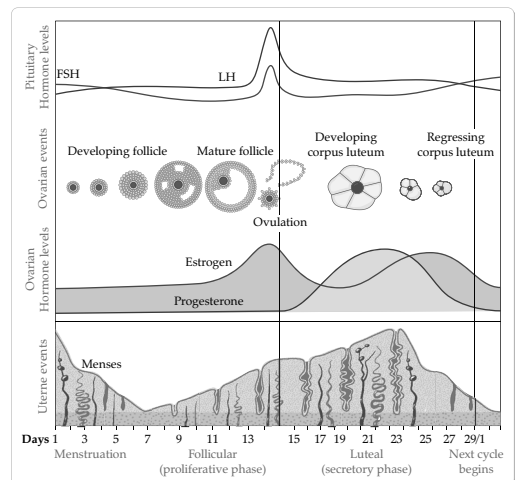 Pituitary
Hormone levels
FSH
LH
Ovarian events
Developing follicle
Mature follicle
Developing
corpus luteum
Regressing
corpus luteum
Ovulation
Ovarian
Hormone levels
Estrogen
Progesterone
Uterne events
Menses
Days 1 3 5 7 9 11 13 15 17 19 21 23 25 27 29/1
Menstruation
Follicular
(proliferative phase)
Luteal
(secretory phase)
Next cycle
begins